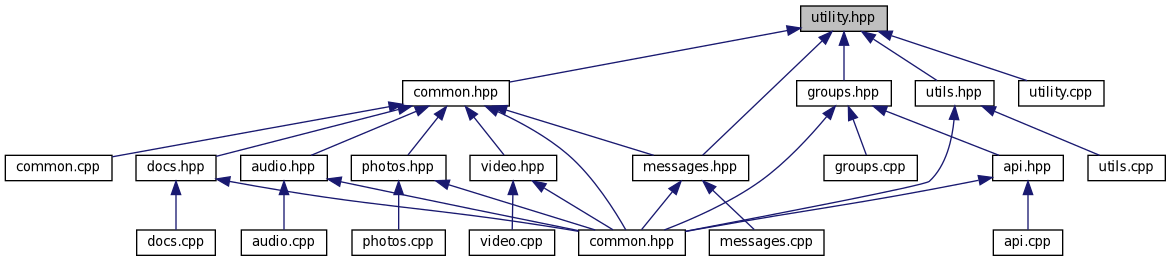 utility.hpp
common.hpp
groups.hpp
utils.hpp
utility.cpp
common.cpp
docs.hpp
audio.hpp
photos.hpp
video.hpp
messages.hpp
groups.cpp
api.hpp
utils.cpp
docs.cpp
audio.cpp
photos.cpp
video.cpp
common.hpp
messages.cpp
api.cpp